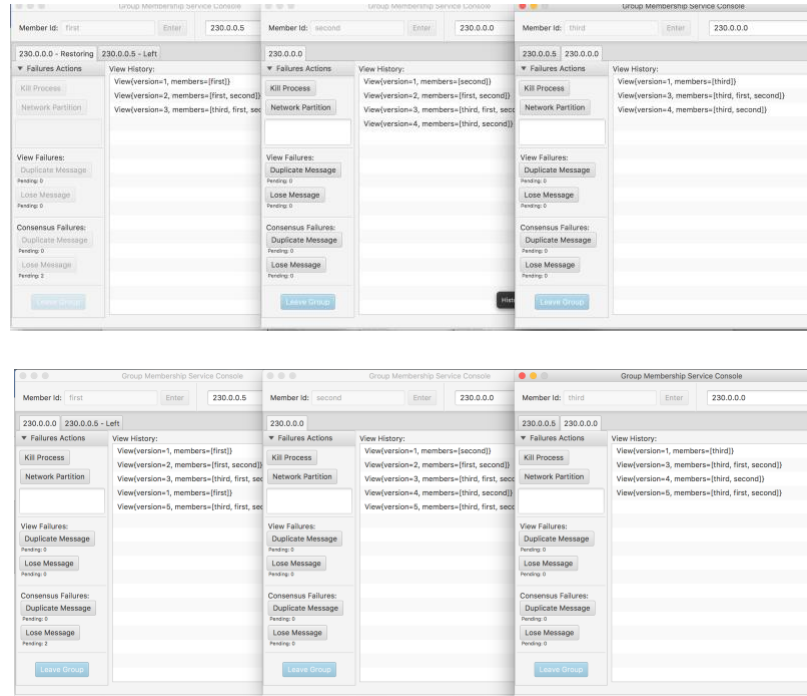 Group Membership Service Console
Member Id: first Enter 230.0.0.5
230.0.0.0 - Restoring 230.0.0.5 - Left
▼ Failures Actions
Kill Process
Network Partition
View Failures:
Duplicate Message
Pending: 0
Lose Message
Pending: 0
Consensus Failures:
Duplicate Message
Pending: 0
Lose Message
Pending: 2
Leave Group
View History:
View{version=1, members=[first]}
View{version=2, members=[first, second]}
View{version=3, members=[third, first, sec
Group Membership Service Console
Member Id: second Enter 230.0.0.0
230.0.0.0
▼ Failures Actions
Kill Process
Network Partition
View Failures:
Duplicate Message
Pending: 0
Lose Message
Pending: 0
Consensus Failures:
Duplicate Message
Pending: 0
Lose Message
Pending: 0
Leave Group
View History:
View{version=1, members=[second]}
View{version=2, members=[first, second]}
View{version=3, members=[third, first, sec
View{version=4, members=[third, second]}
Group Membership Service Console
Member Id: third Enter 230.0.0.0
230.0.0.5 230.0.0.0
▼ Failures Actions
Kill Process
Network Partition
View Failures:
Duplicate Message
Pending: 0
Lose Message
Pending: 0
Consensus Failures:
Duplicate Message
Pending: 0
Lose Message
Pending: 0
Leave Group
View History:
View{version=1, members=[third]}
View{version=3, members=[third, first, second]}
View{version=4, members=[third, second]}
Group Membership Service Console
Member Id: first Enter 230.0.0.5
230.0.0.0 230.0.0.5 - Left
▼ Failures Actions
Kill Process
Network Partition
View Failures:
Duplicate Message
Pending: 0
Lose Message
Pending: 0
Consensus Failures:
Duplicate Message
Pending: 0
Lose Message
Pending: 2
Leave Group
View History:
View{version=1, members=[first]}
View{version=2, members=[first, second]}
View{version=3, members=[third, first, sec
View{version=1, members=[first]}
View{version=5, members=[third, first, sec
Group Membership Service Console
Member Id: second Enter 230.0.0.0
230.0.0.0
▼ Failures Actions
Kill Process
Network Partition
View Failures:
Duplicate Message
Pending: 0
Lose Message
Pending: 0
Consensus Failures:
Duplicate Message
Pending: 0
Lose Message
Pending: 0
Leave Group
View History:
View{version=1, members=[second]}
View{version=2, members=[first, second]}
View{version=3, members=[third, first, sec
View{version=4, members=[third, second]}
View{version=5, members=[third, first, sec
Group Membership Service Console
Member Id: third Enter 230.0.0.0
230.0.0.5 230.0.0.0
▼ Failures Actions
Kill Process
Network Partition
View Failures:
Duplicate Message
Pending: 0
Lose Message
Pending: 0
Consensus Failures:
Duplicate Message
Pending: 0
Lose Message
Pending: 0
Leave Group
View History:
View{version=1, members=[third]}
View{version=3, members=[third, first, second]}
View{version=4, members=[third, second]}
View{version=5, members=[third, first, second]}